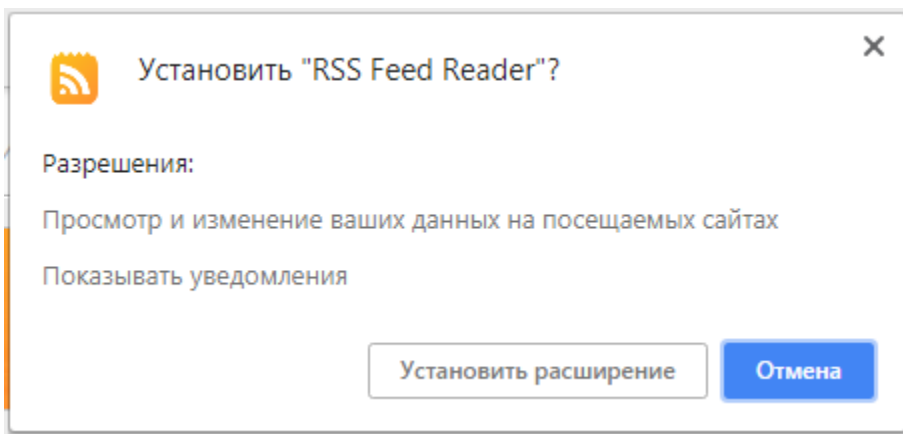 Установить "RSS Feed Reader"?
Разрешения:
Просмотр и изменение ваших данных на посещаемых сайтах
Показывать уведомления
Установить расширение
Отмена